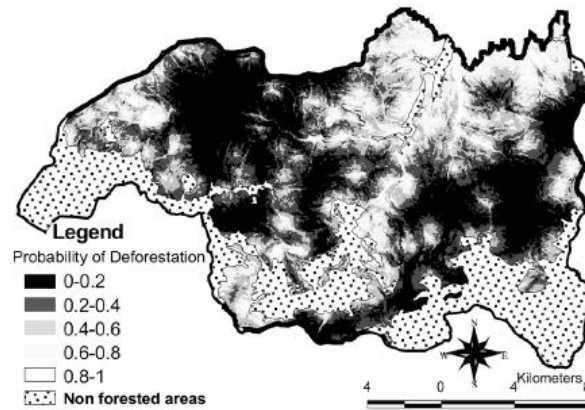 Legend
Probability of Deforestation
0-0.2
0.2-0.4
0.4-0.6
0.6-0.8
0.8-1
Non forested areas
N
W E
S
Kilometers
4 0 4 8